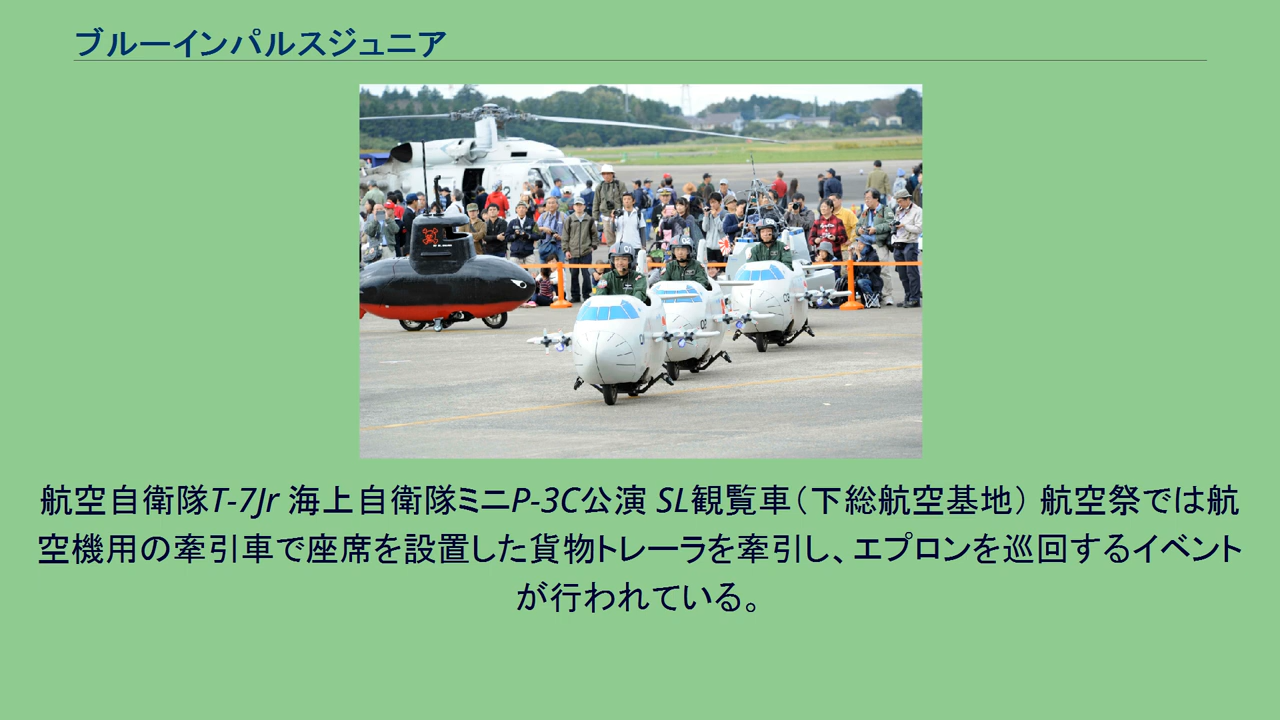 ブルーインパルスジュニア
航空自衛隊T-7Jr 海上自衛隊ミニP-3C公演 SL観覧車（下総航空基地） 航空祭では航
空機用の牽引車で座席を設置した貨物トレーラを牽引し、エプロンを巡回するイベント
が行われている。